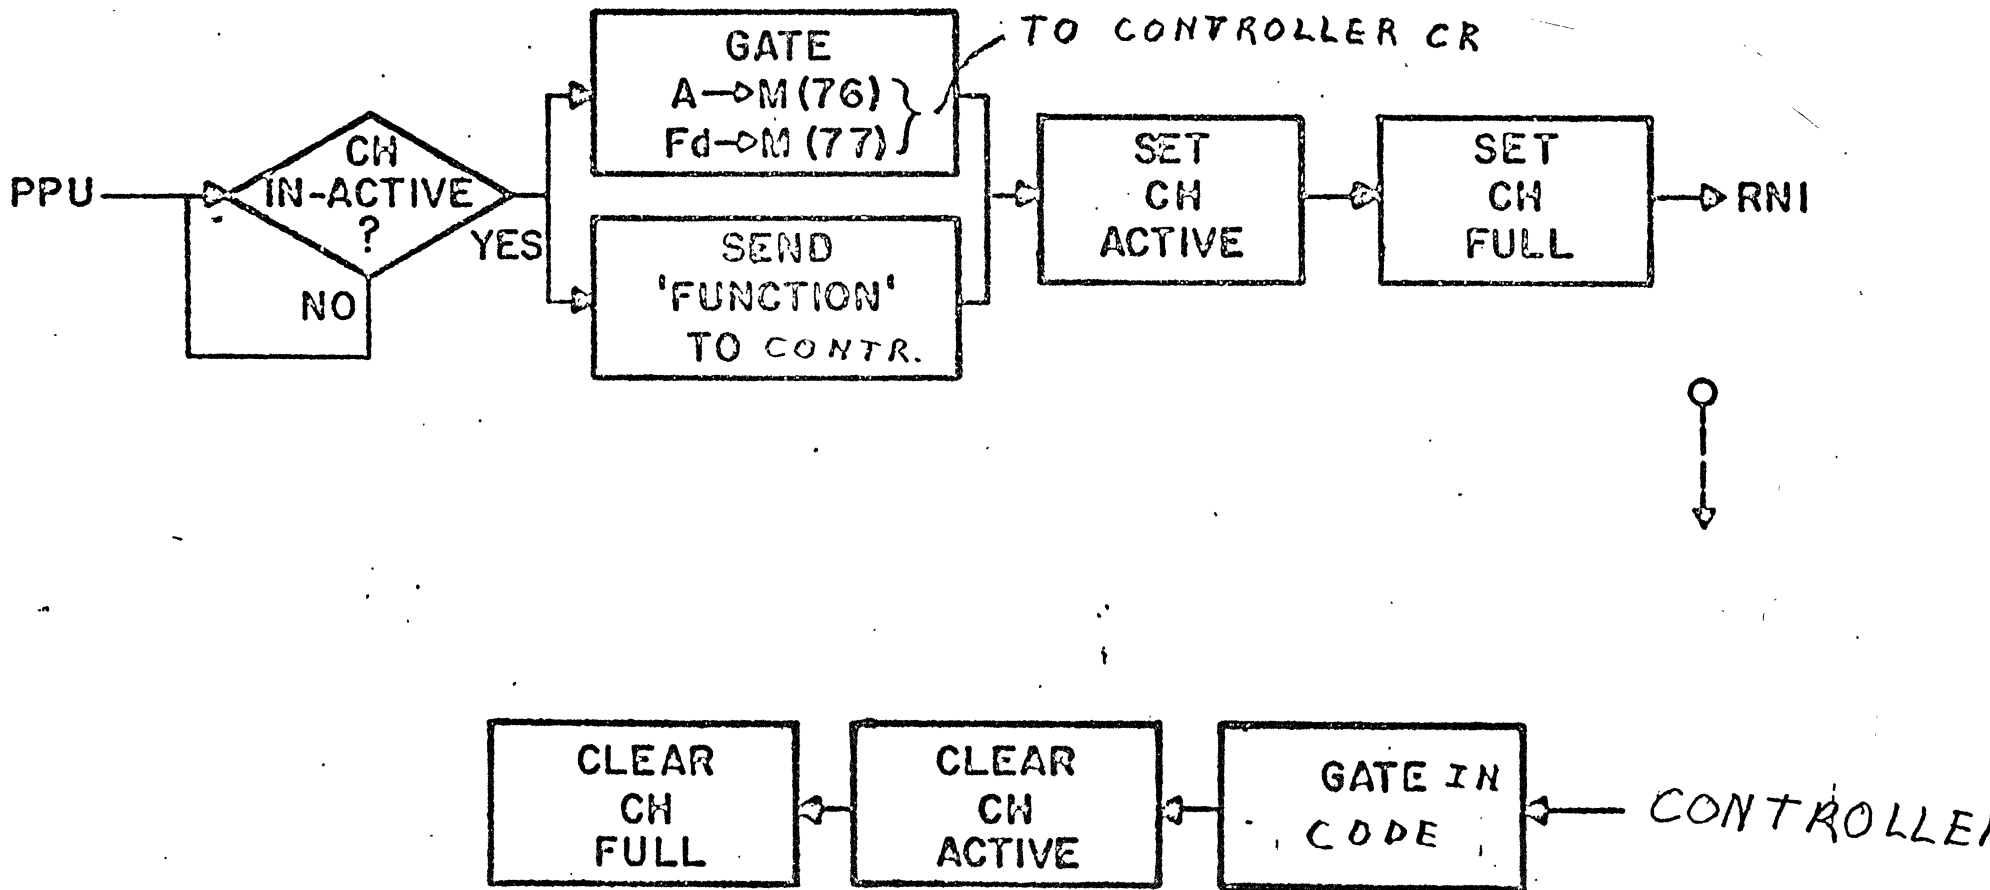 TO CONTROLLER CR
GATE
A→M (76)
Fd→M (77)
PPU
CH
IN-ACTIVE
?
YES
NO
SEND
'FUNCTION'
TO CONTR.
SET
CH
ACTIVE
SET
CH
FULL
RNI
CLEAR
CH
FULL
CLEAR
CH
ACTIVE
GATE IN
CODE
CONTROLLER